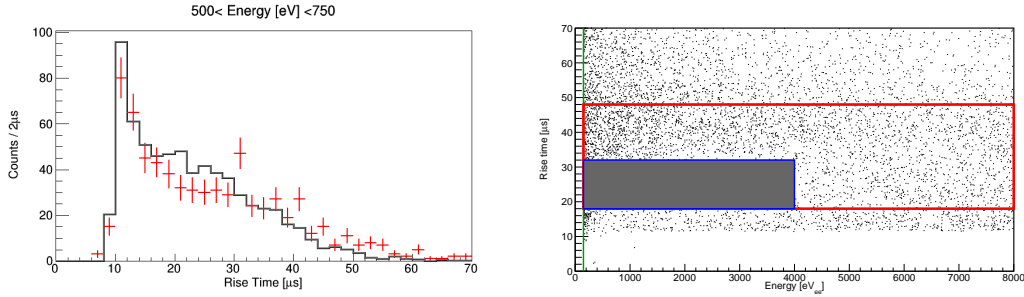 500< Energy [eV] <750
Counts / 2μs
100
80
60
40
20
0
0 10 20 30 40 50 60 70
Rise Time [μs]
Rise time [μs]
70
60
50
40
30
20
10
0
0 1000 2000 3000 4000 5000 6000 7000 8000
Energy [eVee]